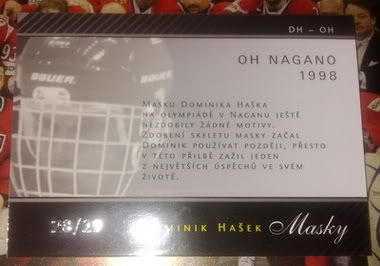 DH – OH
OH NAGANO
1998
BAUER
BAUER
Masku Dominika Haška
na olympiádě v Naganu ještě
nezdobily žádné motivy.
Zdobení skeletu masky začal
Dominik používat později, přesto
v této přilbě zažil jeden
z největších úspěchů ve svém
životě.
Hašek Masky